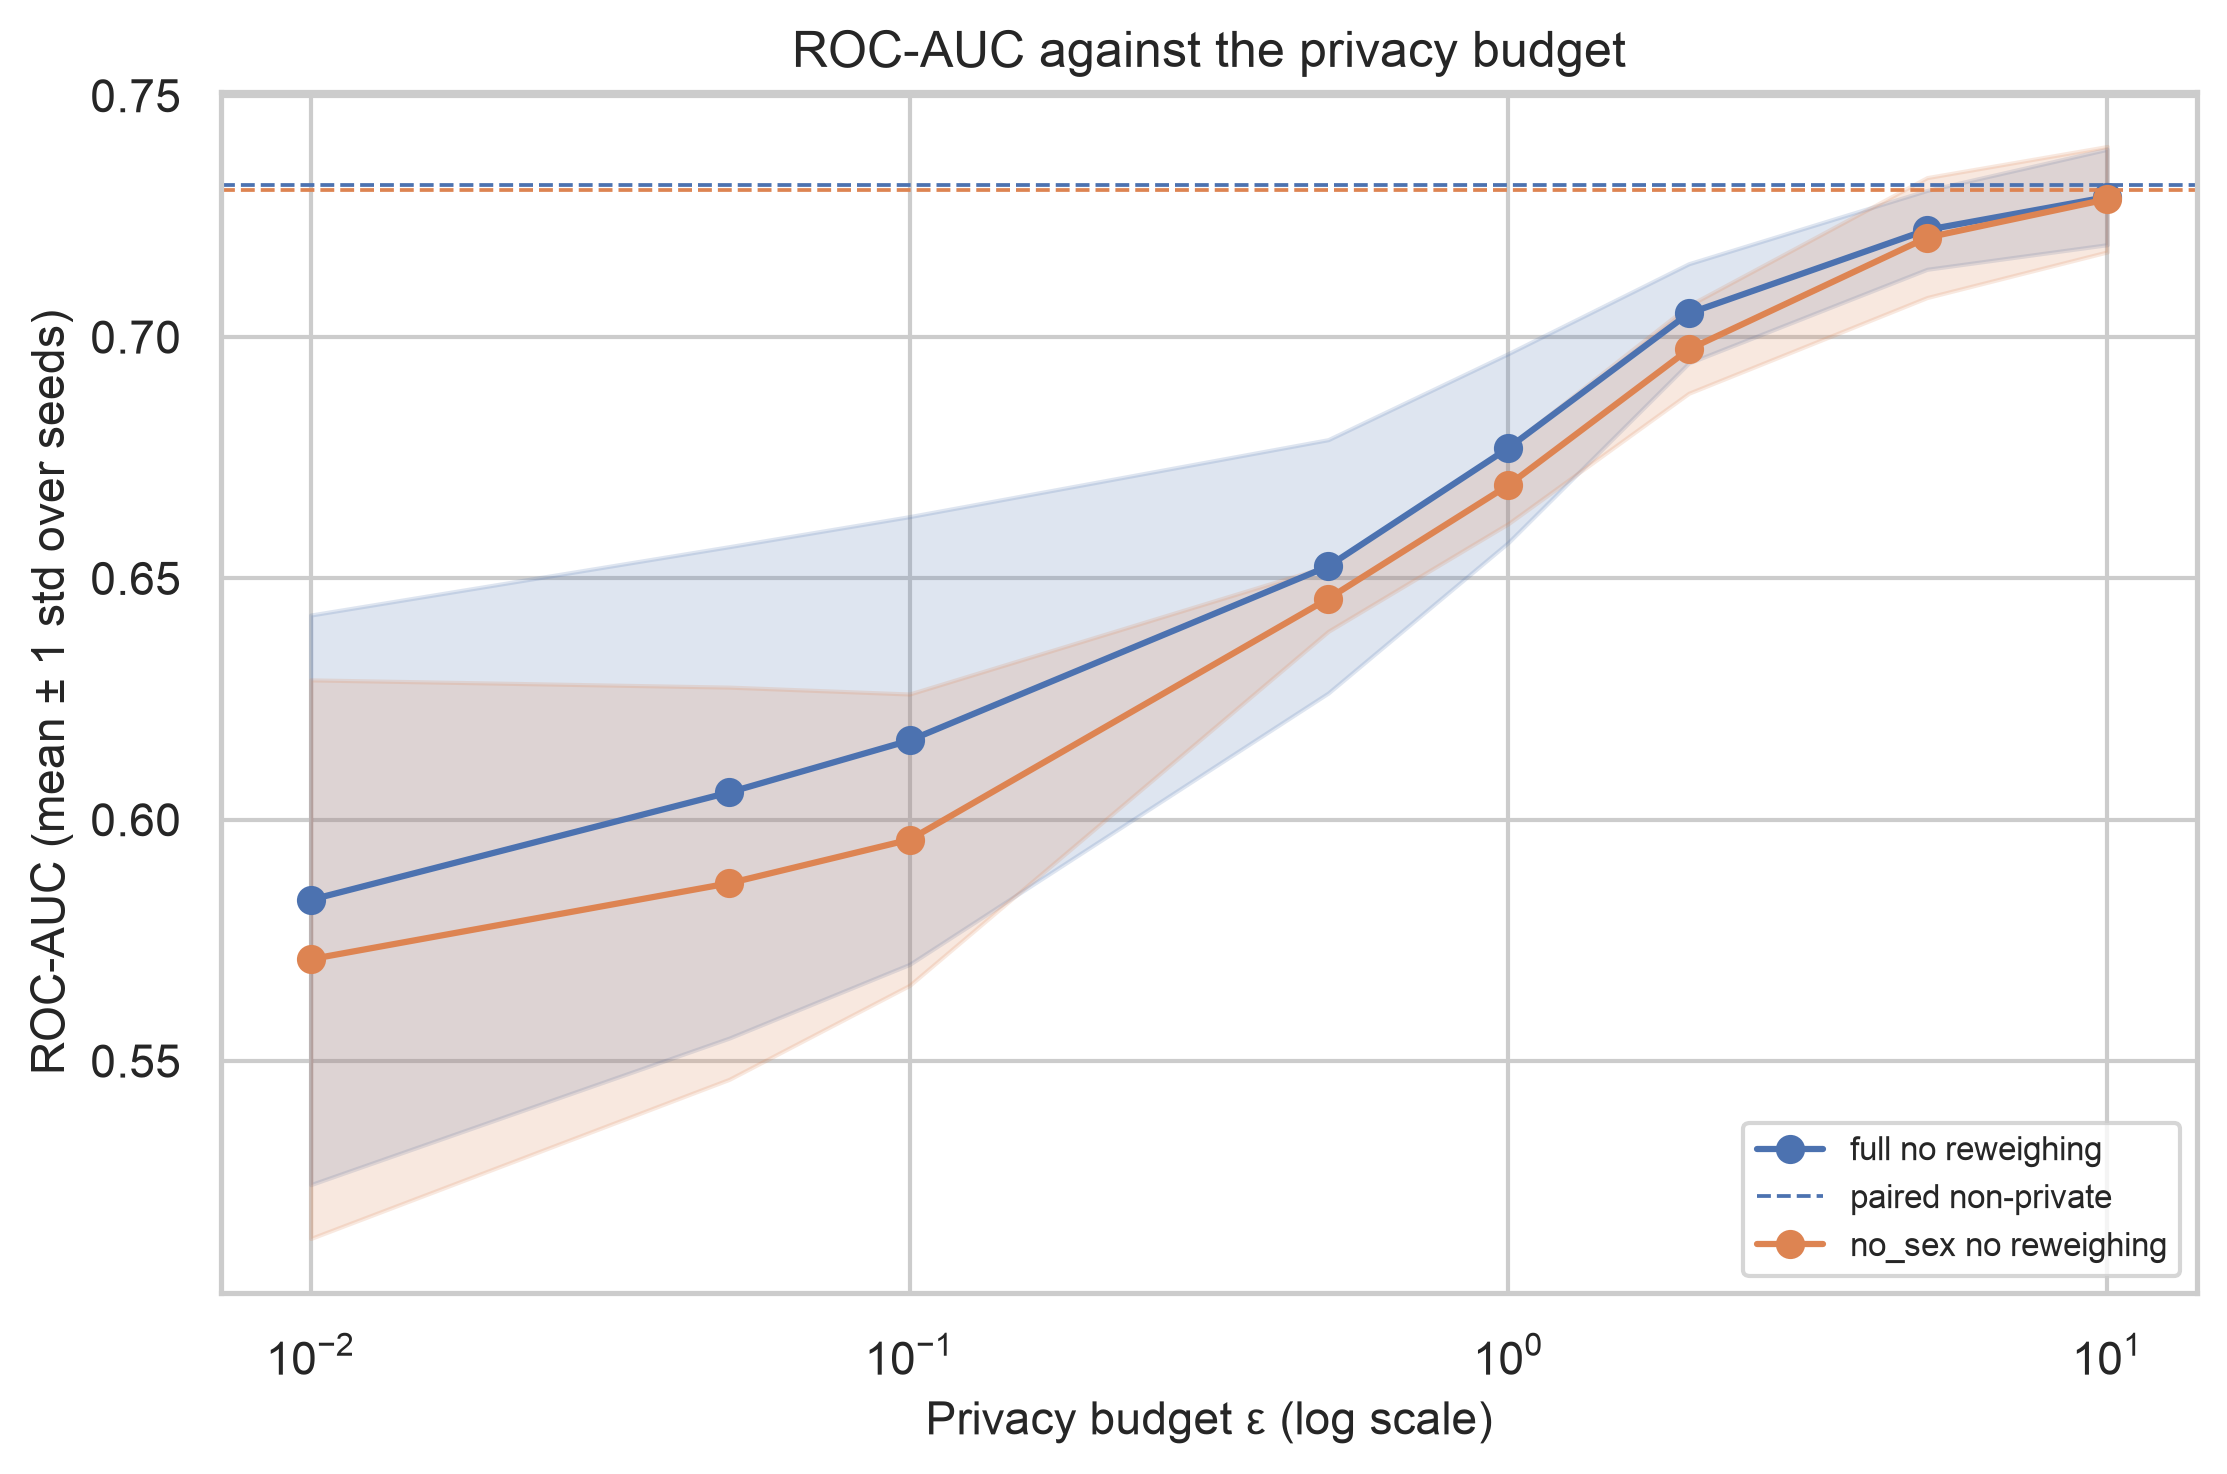 ROC-AUC against the privacy budget
ROC-AUC (mean ± 1 std over seeds)
0.75
0.70
0.65
0.60
0.55
full no reweighing
paired non-private
no_sex no reweighing
10⁻² 10⁻¹ 10⁰ 10¹
Privacy budget ε (log scale)